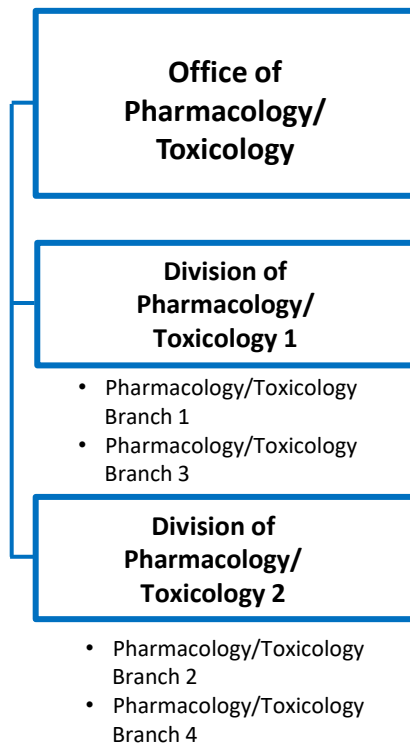 Office of
Pharmacology/
Toxicology
Division of
Pharmacology/
Toxicology 1
• Pharmacology/Toxicology
Branch 1
• Pharmacology/Toxicology
Branch 3
Division of
Pharmacology/
Toxicology 2
• Pharmacology/Toxicology
Branch 2
• Pharmacology/Toxicology
Branch 4